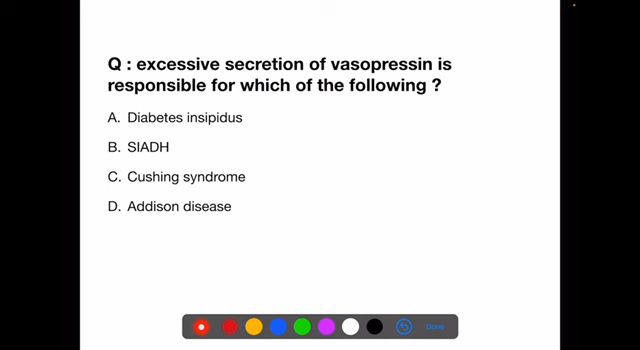 Q : excessive secretion of vasopressin is
responsible for which of the following ?
A. Diabetes insipidus
B. SIADH
C. Cushing syndrome
D. Addison disease
Done